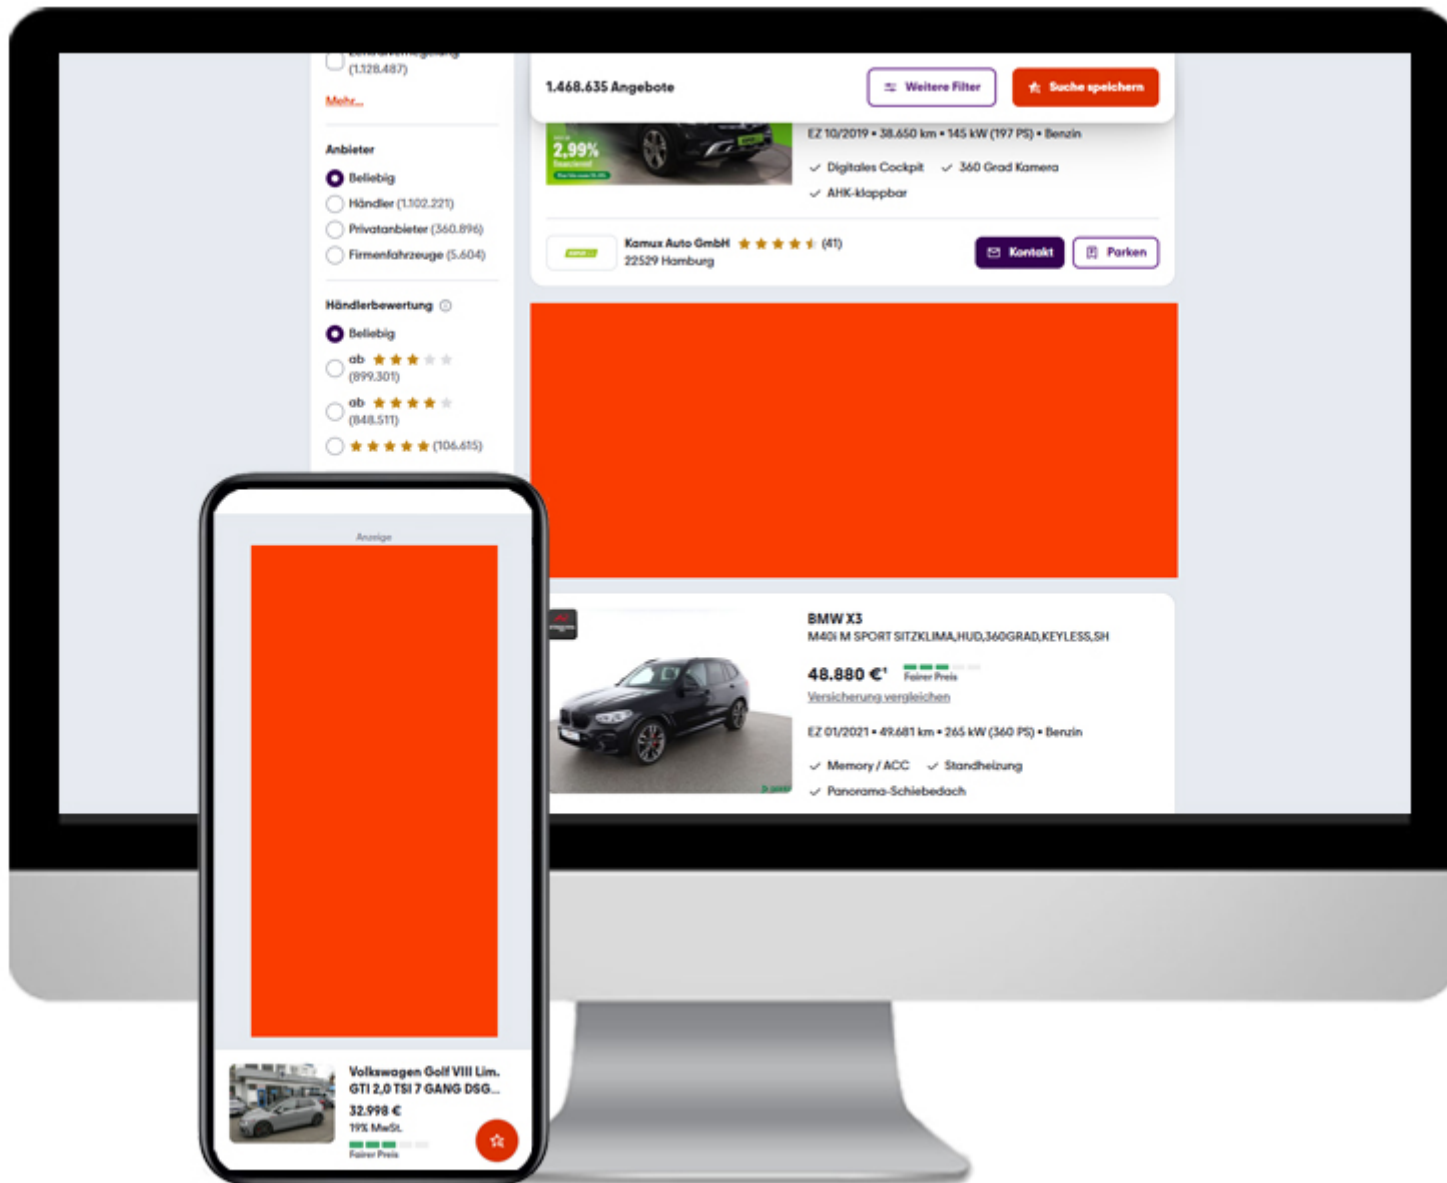 Zentralverriegelung
(1.128.487)
Mehr...
Anbieter
Beliebig
Händler (1.102.221)
Privatanbieter (360.896)
Firmenfahrzeuge (5.604)
Händlerbewertung
Beliebig
ab
(899.301)
ab
(848.511)
(106.615)
1.468.635 Angebote
Weitere Filter
Suche speichern
2,99%
EZ 10/2019 • 38.650 km • 145 kW (197 PS) • Benzin
Digitales Cockpit
360 Grad Kamera
AHK-klappbar
Kamux Auto GmbH
(41)
22529 Hamburg
Kontakt
Parken
BMW X3
M40i M SPORT SITZKLIMA,HUD,360GRAD,KEYLESS,SH
48.880 €¹
Fairer Preis
Versicherung vergleichen
EZ 01/2021 • 49.681 km • 265 kW (360 PS) • Benzin
Memory / ACC
Standheizung
Panorama-Schiebedach
Anzeige
Volkswagen Golf VIII Lim.
GTI 2,0 TSI 7 GANG DSG...
32.998 €
19% MwSt.
Fairer Preis